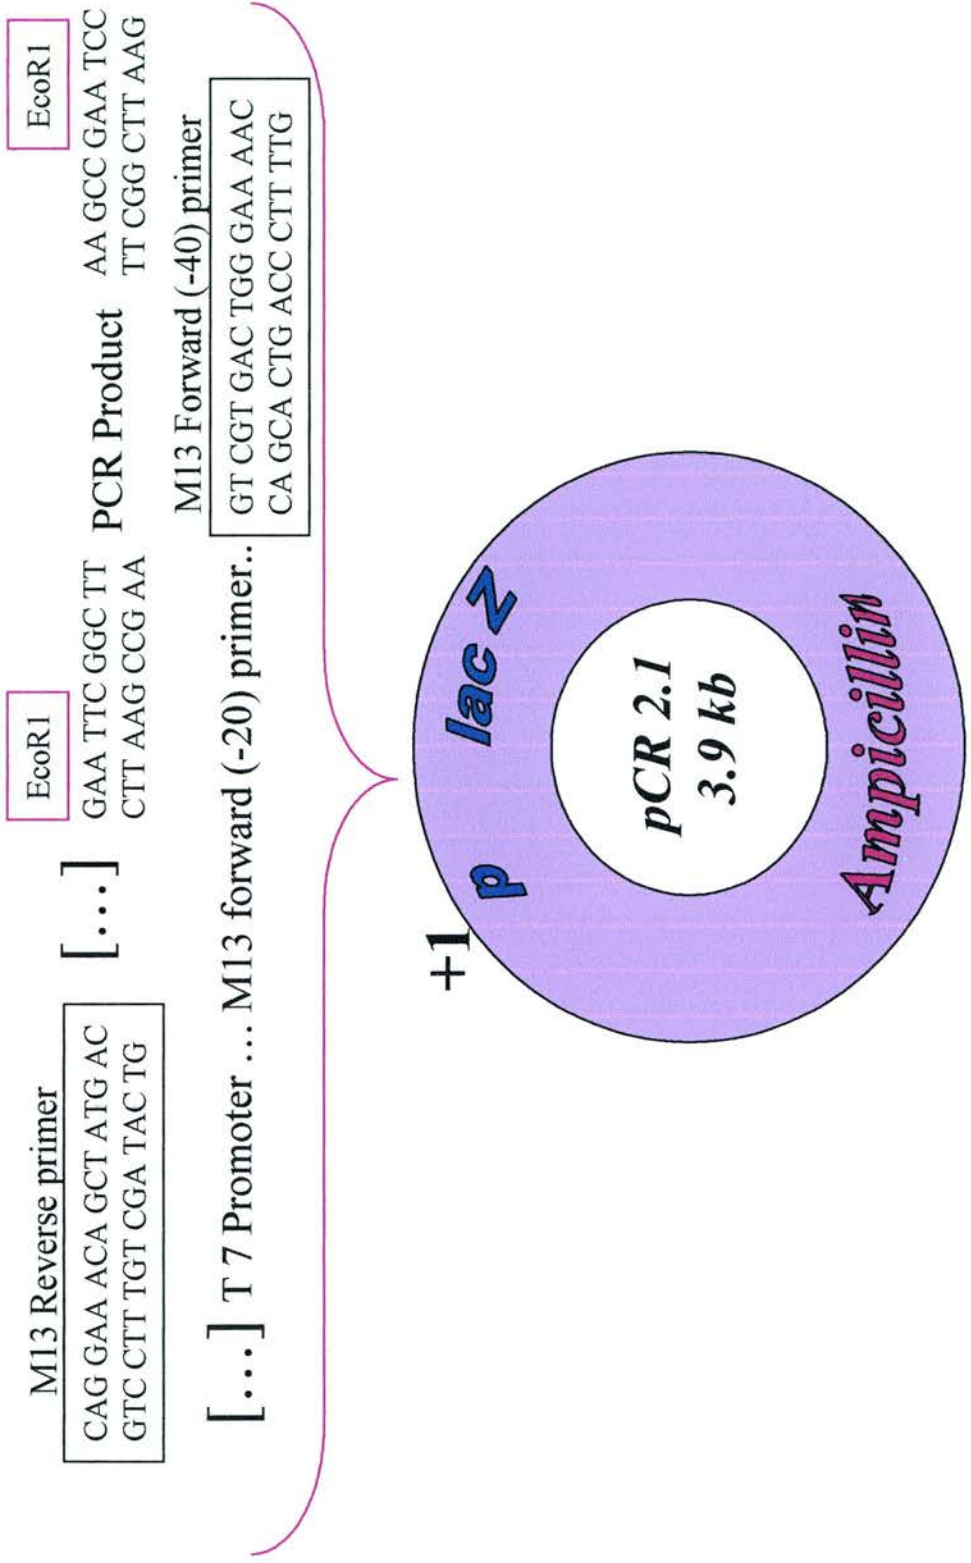 M13 Reverse primer
CAG GAA ACA GCT ATG AC
GTC CTT TGT CGA TAC TG
[...]
EcoR1
GAA TTC GGC TT
CTT AAG CCG AA
PCR Product
EcoR1
AA GCC GAA TCC
TT CGG CTT AAG
[...] T 7 Promoter ... M13 forward (-20) primer..
M13 Forward (-40) primer
GT CGT GAC TGG GAA AAC
CA GCA CTG ACC CTT TTG
+1
p lac Z
pCR 2.1
3.9 kb
Ampicillin